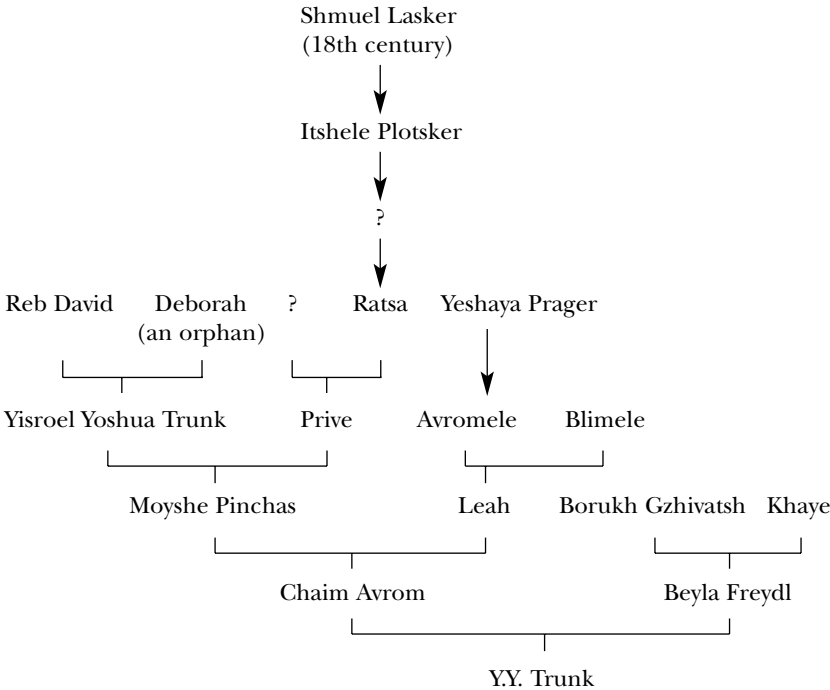 Shmuel Lasker
(18th century)
Itshele Plotsker
?
Reb David Deborah ? Ratsa Yeshaya Prager
(an orphan)
Yisroel Yoshua Trunk Prive Avromele Blimele
Moyshe Pinchas Leah Borukh Gzhivatsh Khaye
Chaim Avrom Beyla Freydl
Y.Y. Trunk